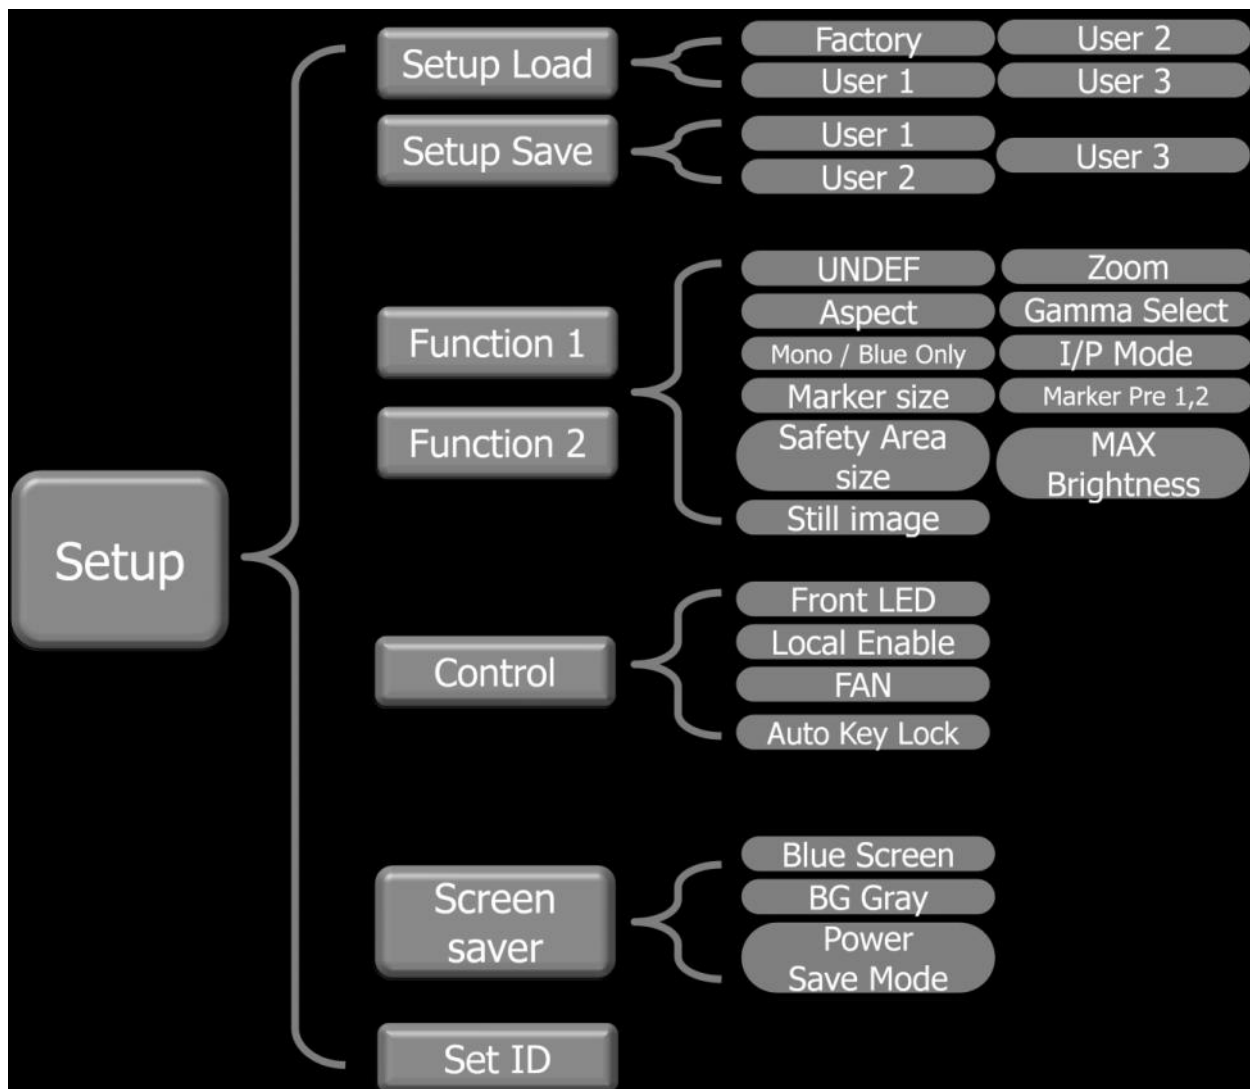 Setup
Setup Load
Factory
User 2
User 1
User 3
Setup Save
User 1
User 2
User 3
Function 1
Function 2
UNDEF
Zoom
Aspect
Gamma Select
Mono / Blue Only
I/P Mode
Marker size
Marker Pre 1,2
Safety Area
size
MAX
Brightness
Still image
Control
Front LED
Local Enable
FAN
Auto Key Lock
Screen
saver
Blue Screen
BG Gray
Power
Save Mode
Set ID